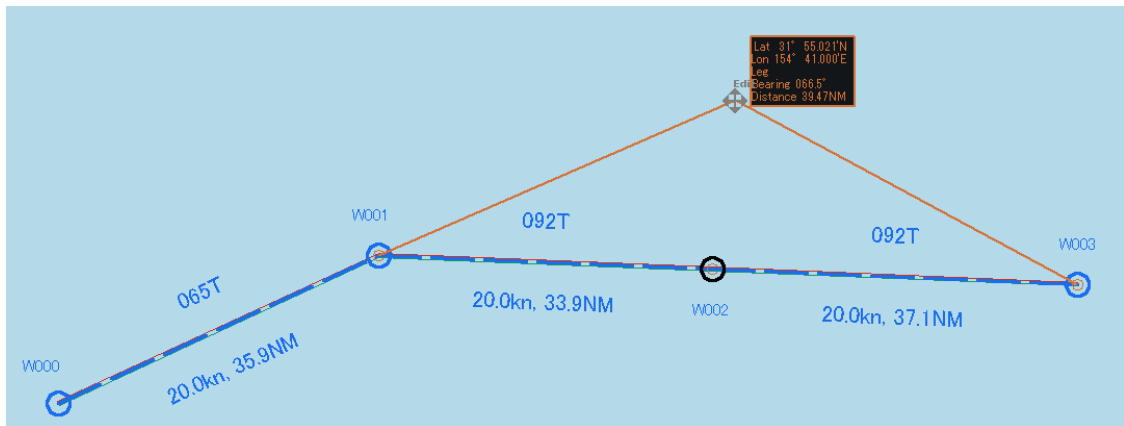 Lat 31° 55.021'N
Lon 154° 41.000'E
Leg
Bearing 066.5°
Distance 39.47NM
W001
092T
092T
W003
065T
20.0kn, 33.9NM
W002
20.0kn, 37.1NM
W000
20.0kn, 35.9NM